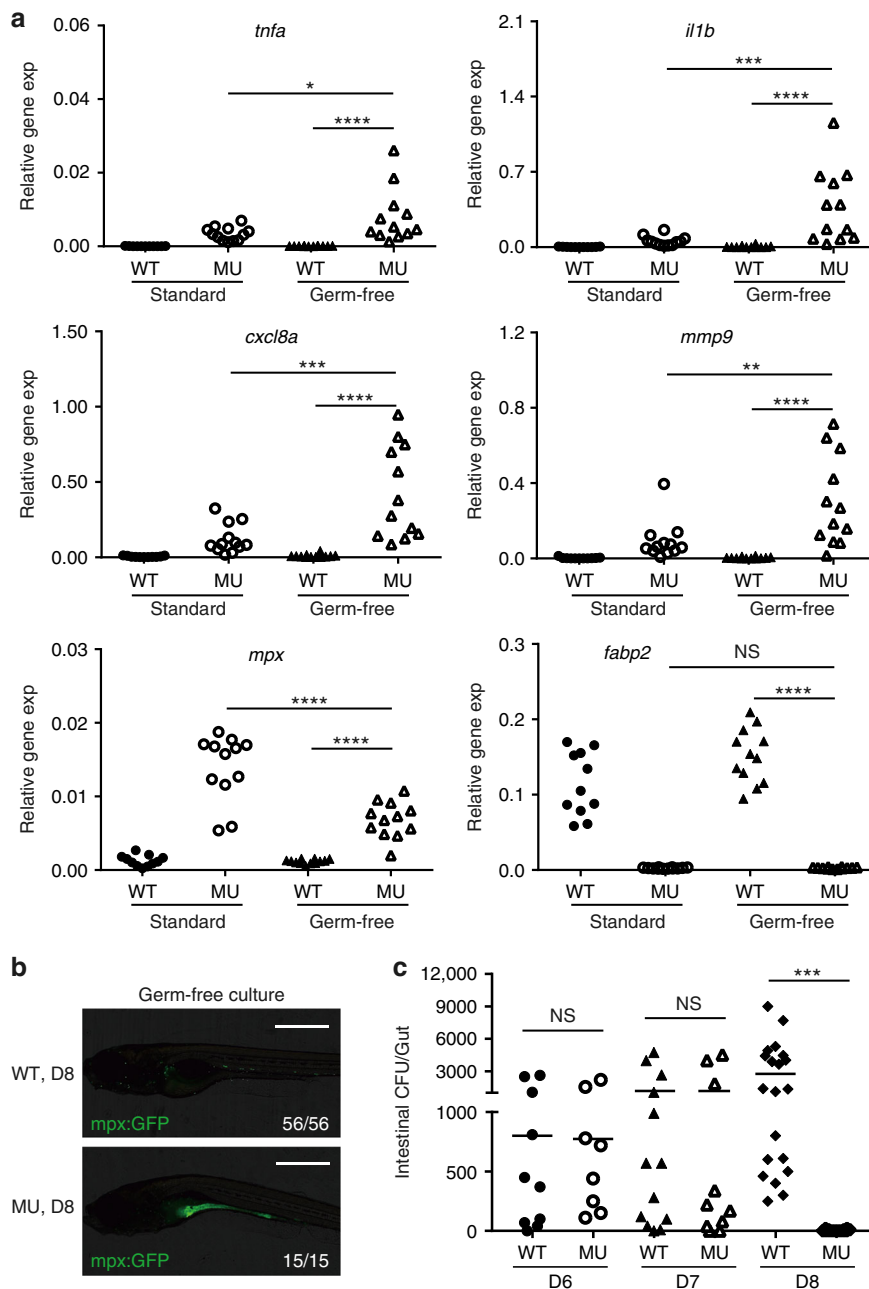 a
tnfa
Relative gene exp
0.06
0.04
0.02
0.00
*
****
WT MU WT MU
Standard Germ-free
il1b
Relative gene exp
2.1
1.4
0.7
0.0
***
****
WT MU WT MU
Standard Germ-free
cxcl8a
Relative gene exp
1.50
1.00
0.50
0.00
***
****
WT MU WT MU
Standard Germ-free
mmp9
Relative gene exp
1.2
0.8
0.4
0.0
**
****
WT MU WT MU
Standard Germ-free
mpx
Relative gene exp
0.03
0.02
0.01
0.00
****
****
WT MU WT MU
Standard Germ-free
fabp2
Relative gene exp
0.3
0.2
0.1
0.0
NS
****
WT MU WT MU
Standard Germ-free
b
Germ-free culture
WT, D8
mpx:GFP 56/56
MU, D8
mpx:GFP 15/15
c
Intestinal CFU/Gut
12,000
9000
6000
3000
1000
500
0
NS NS ***
WT MU WT MU WT MU
D6 D7 D8